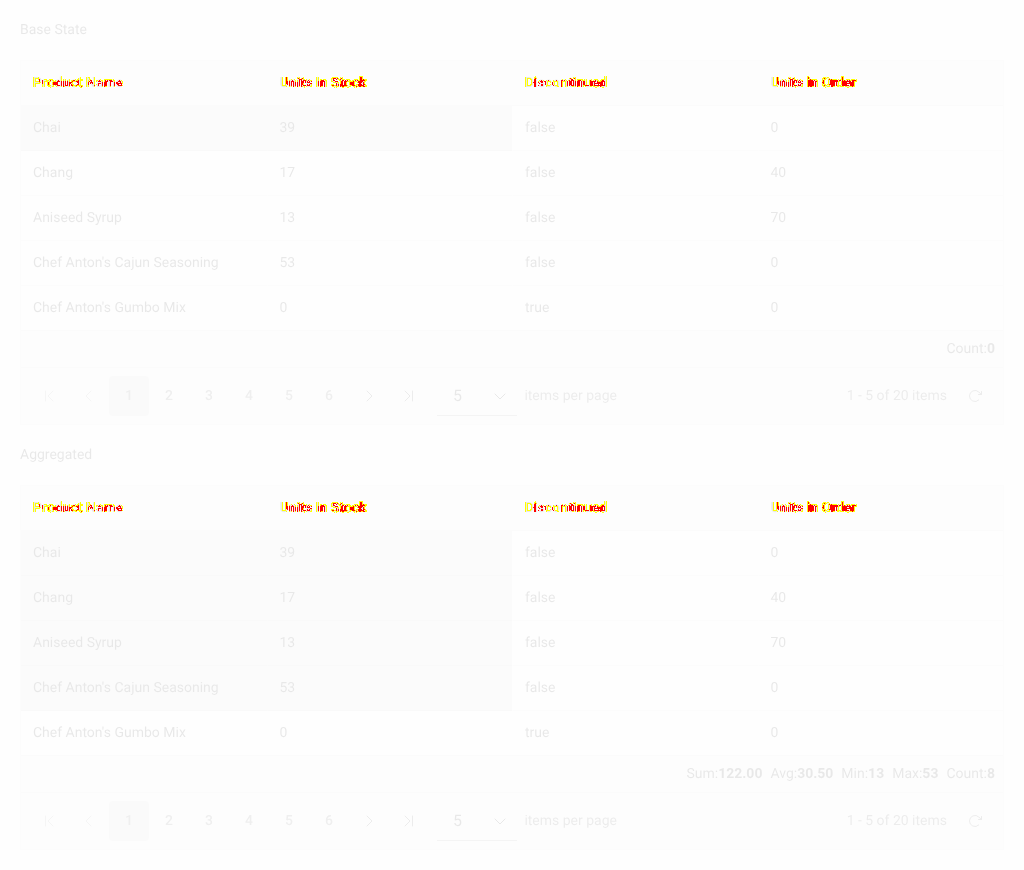 Base State
Product Name Units in Stock Discontinued Units in Order
Chai 39 false 0
Chang 17 false 40
Aniseed Syrup 13 false 70
Chef Anton's Cajun Seasoning 53 false 0
Chef Anton's Gumbo Mix 0 true 0
Count:0
1 2 3 4 5 6 5 items per page 1 - 5 of 20 items
Aggregated
Product Name Units in Stock Discontinued Units in Order
Chai 39 false 0
Chang 17 false 40
Aniseed Syrup 13 false 70
Chef Anton's Cajun Seasoning 53 false 0
Chef Anton's Gumbo Mix 0 true 0
Sum:122.00 Avg:30.50 Min:13 Max:53 Count:8
1 2 3 4 5 6 5 items per page 1 - 5 of 20 items